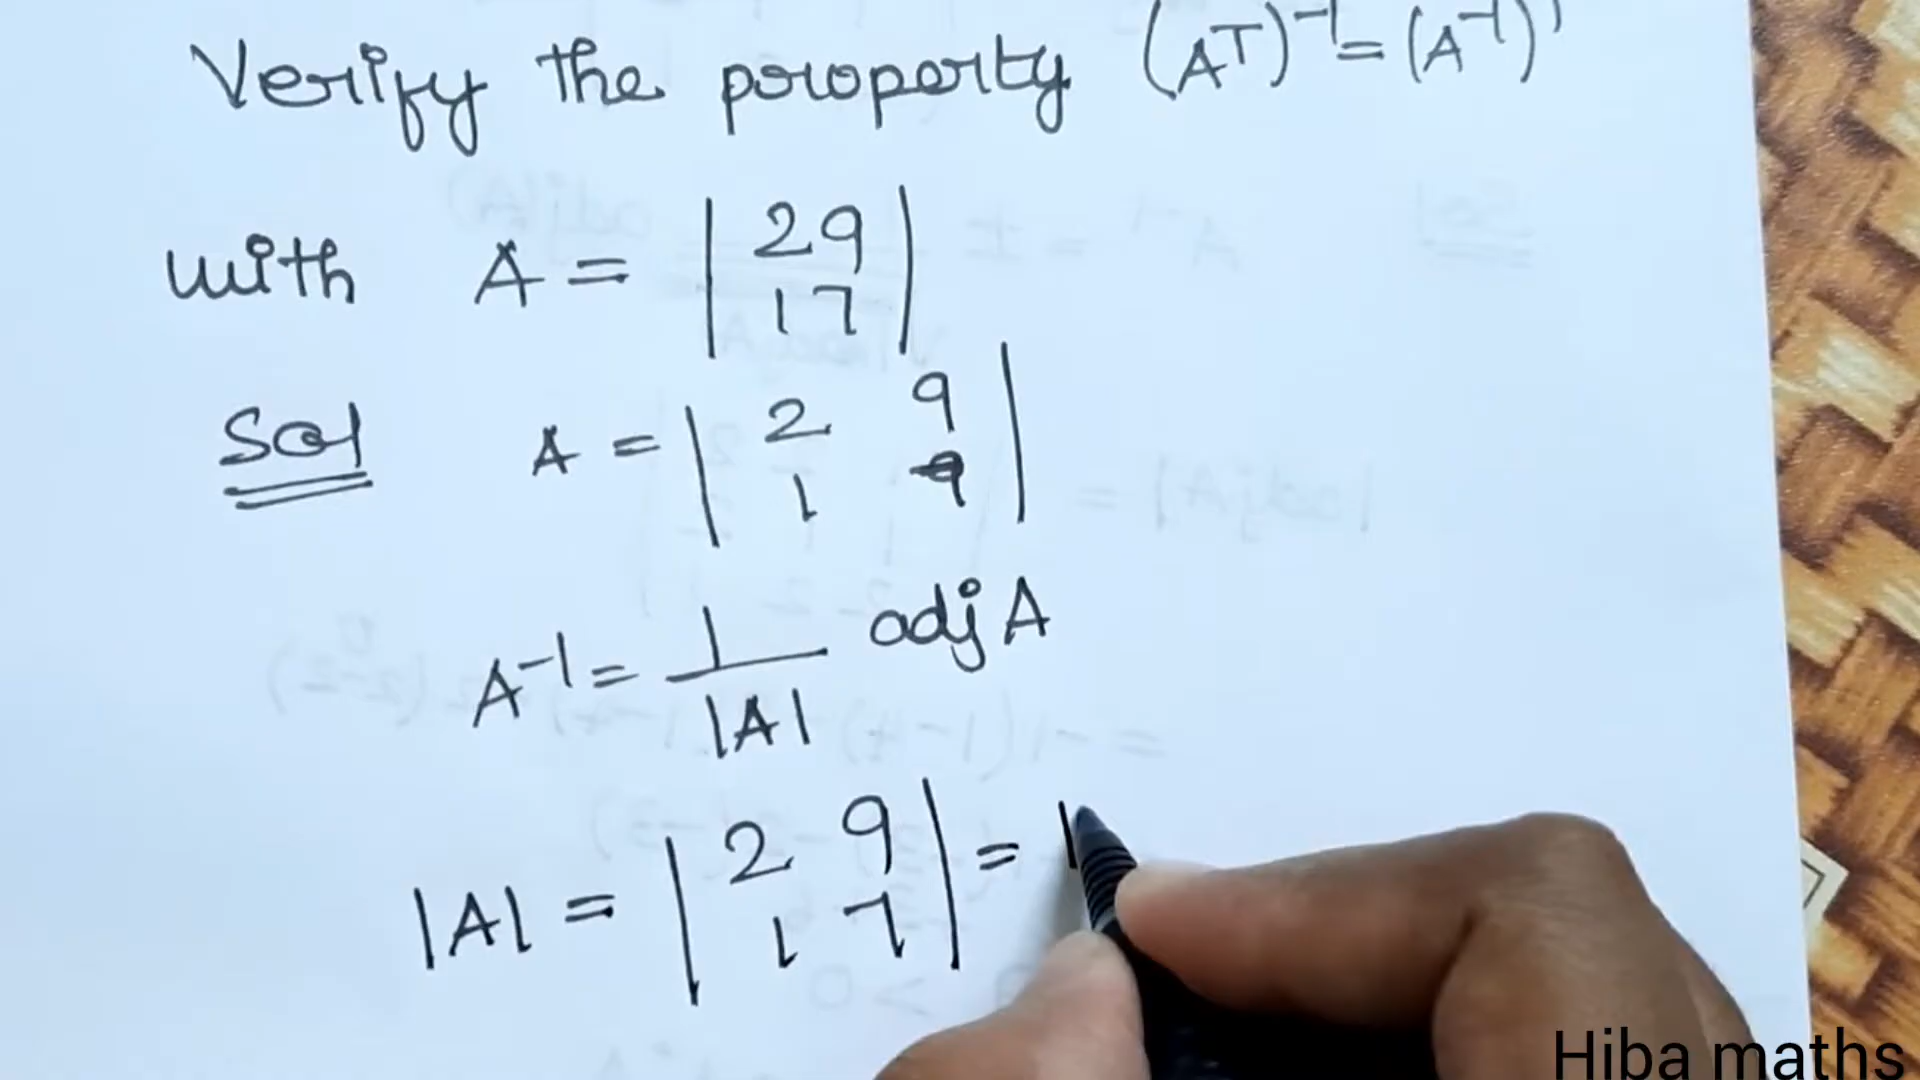 Verify the property (Aᵀ)⁻¹ = (A⁻¹)
with A = | 2 9
1 7 |
Sol A = | 2 9
1 |
A⁻¹ = 1
|A| adj A
|A| = | 2 9
1 7 | = 1
Hiba maths